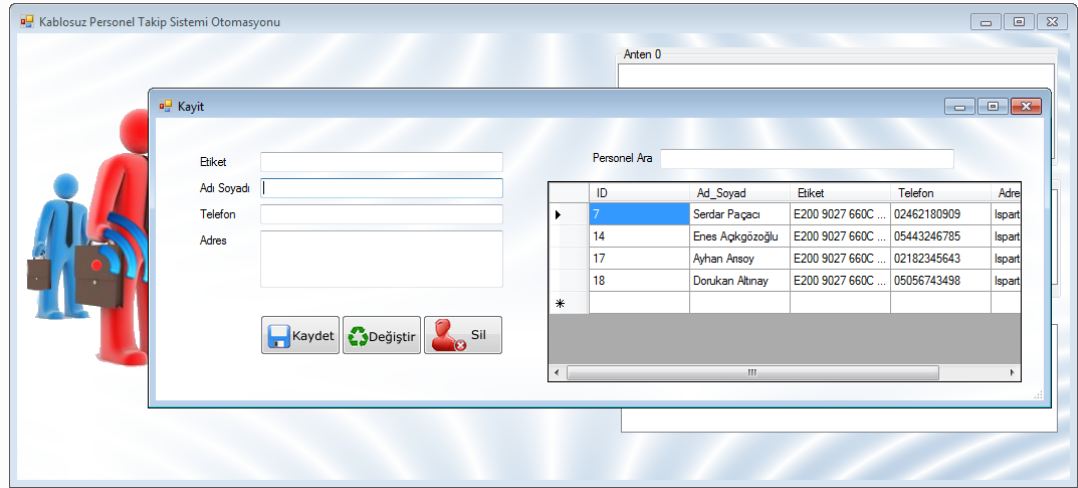 Kablosuz Personel Takip Sistemi Otomasyonu
Anten 0
Kayit
Etiket
Adı Soyadı
Telefon
Adres
Kaydet Değiştir Sil
Personel Ara
ID Ad_Soyad Etiket Telefon Adre
7 Serdar Paçacı E200 9027 660C ... 02462180909 Ispart
14 Enes Açıkgözoğlu E200 9027 660C ... 05443246785 Ispart
17 Ayhan Arısoy E200 9027 660C ... 02182345643 Ispart
18 Dorukan Altınay E200 9027 660C ... 05056743498 Ispart